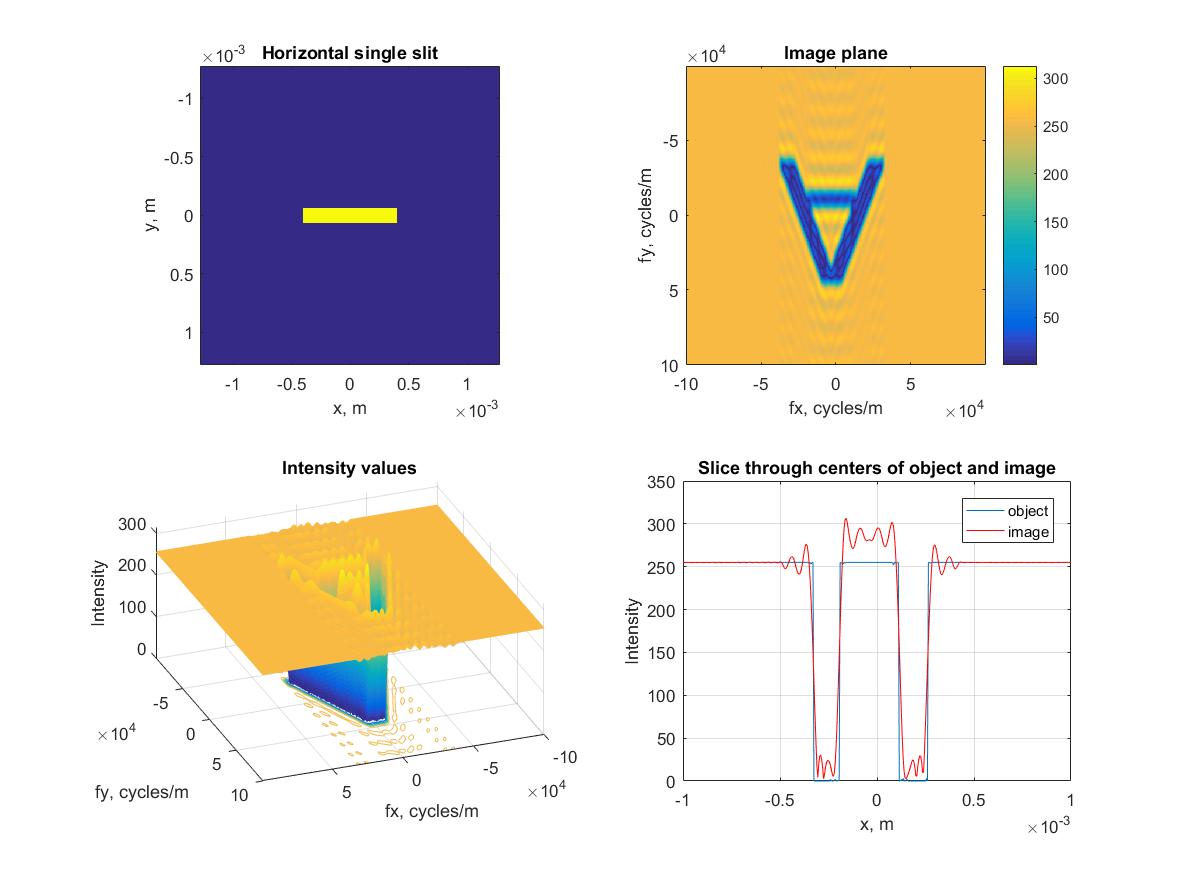 Horizontal single slit
×10-3
-1
-0.5
0
0.5
1
y, m
-1 -0.5 0 0.5 1
x, m
×10-3
Image plane
×104
-5
0
5
10
fy, cycles/m
-10 -5 0 5
fx, cycles/m
×104
300
250
200
150
100
50
Intensity values
300
200
100
0
Intensity
-5
0
5
10
×104
fy, cycles/m
5 0 -5 -10
×104
fx, cycles/m
Slice through centers of object and image
350
300
250
200
150
100
50
0
Intensity
object
image
-1 -0.5 0 0.5 1
x, m
×10-3